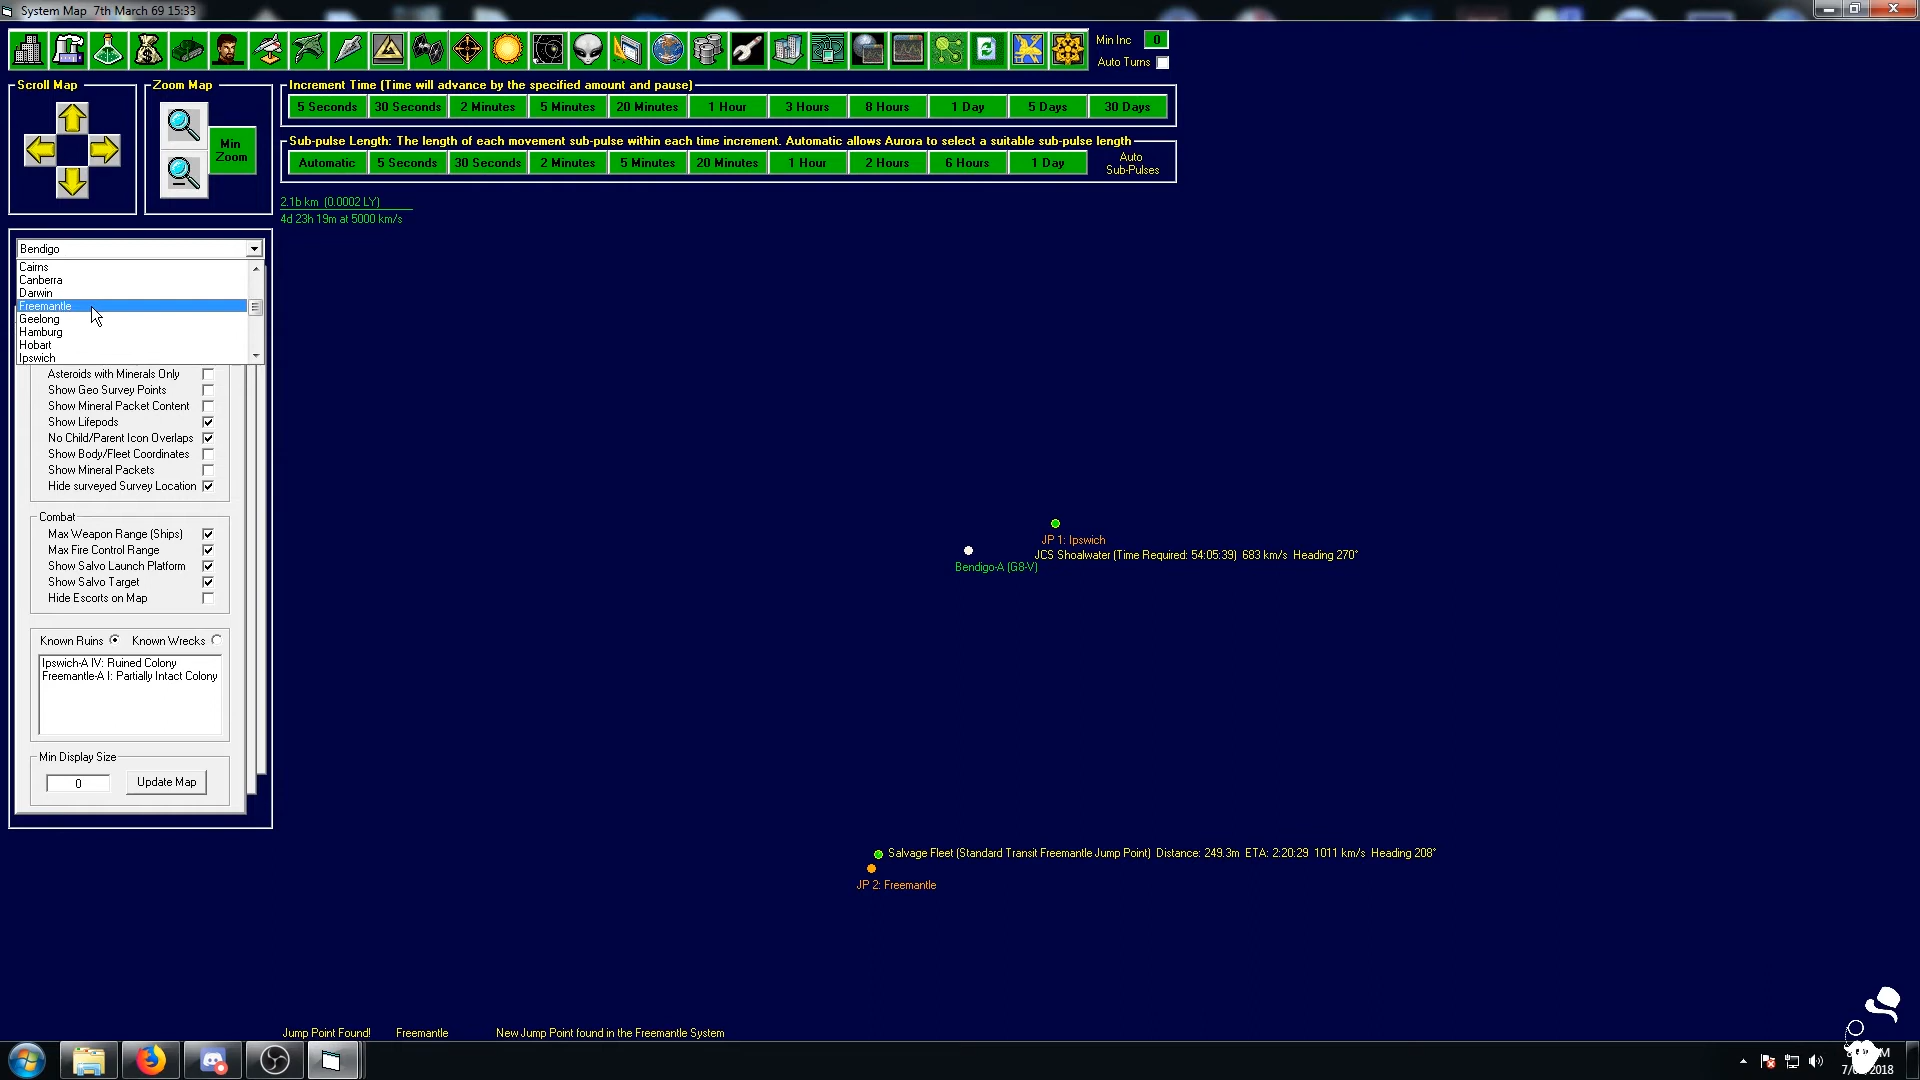 System Map 7th March 69 15:33
Min Inc 0
Auto Turns
Scroll Map
Zoom Map
Min Zoom
Increment Time (Time will advance by the specified amount and pause)
5 Seconds 30 Seconds 2 Minutes 5 Minutes 20 Minutes 1 Hour 3 Hours 8 Hours 1 Day 5 Days 30 Days
Sub-pulse Length: The length of each movement sub-pulse within each time increment. Automatic allows Aurora to select a suitable sub-pulse length
Automatic 5 Seconds 30 Seconds 2 Minutes 5 Minutes 20 Minutes 1 Hour 2 Hours 6 Hours 1 Day
Auto Sub-Pulses
2.1b km (0.0002 LY)
4d 23h 19m at 5000 km/s
Bendigo
Cairns
Canberra
Darwin
Freemantle
Geelong
Hamburg
Hobart
Ipswich
Asteroids with Minerals Only
Show Geo Survey Points
Show Mineral Packet Content
Show Lifepods
No Child/Parent Icon Overlaps
Show Body/Fleet Coordinates
Show Mineral Packets
Hide surveyed Survey Location
Combat
Max Weapon Range (Ships)
Max Fire Control Range
Show Salvo Launch Platform
Show Salvo Target
Hide Escorts on Map
Known Ruins Known Wrecks
Ipswich-A IV: Ruined Colony
Freemantle-A I: Partially Intact Colony
Min Display Size
0 Update Map
JP 1: Ipswich
JCS Shoalwater (Time Required: 54:05:39) 683 km/s Heading 270°
Bendigo-A (G8-V)
Salvage Fleet (Standard Transit Freemantle Jump Point) Distance: 249.3m ETA: 2:20:29 1011 km/s Heading 208°
JP 2: Freemantle
Jump Point Found! Freemantle New Jump Point found in the Freemantle System